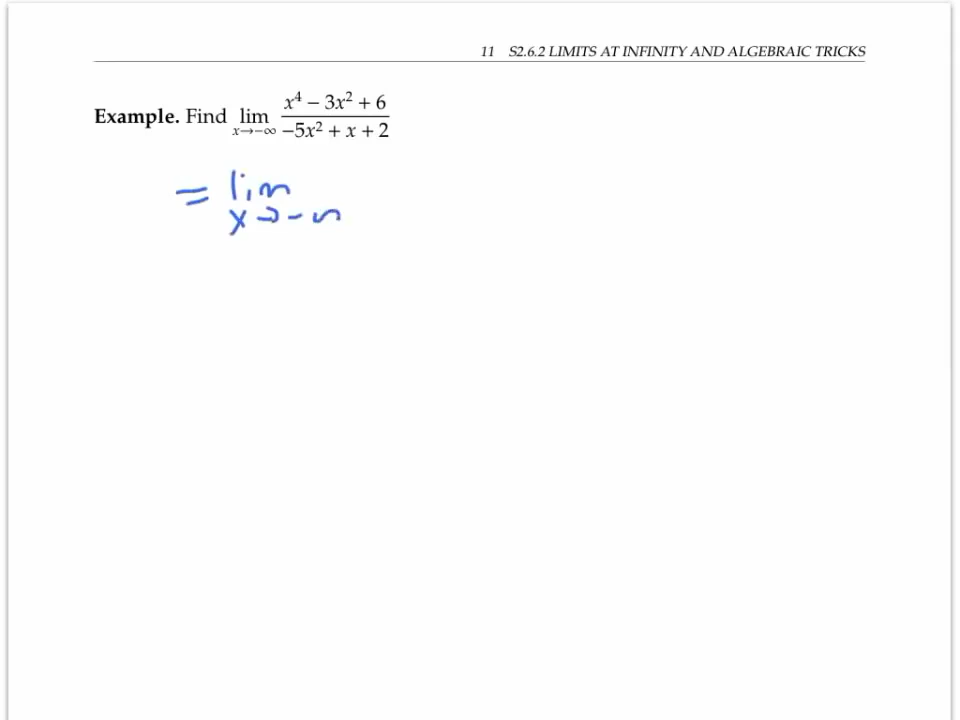 11 S2.6.2 LIMITS AT INFINITY AND ALGEBRAIC TRICKS
Example. Find lim x→−∞ (x⁴ − 3x² + 6)/(−5x² + x + 2)
= lim
x→−∞